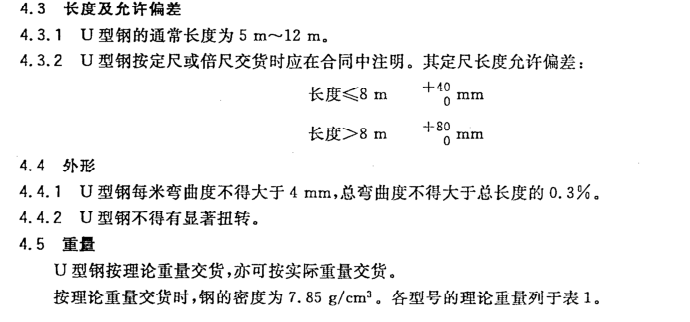 4.3 长度及允许偏差
4.3.1 U型钢的通常长度为5 m～12 m。
4.3.2 U型钢按定尺或倍尺交货时应在合同中注明。其定尺长度允许偏差：
长度≤8 m +40 0 mm
长度>8 m +80 0 mm
4.4 外形
4.4.1 U型钢每米弯曲度不得大于4 mm,总弯曲度不得大于总长度的0.3%。
4.4.2 U型钢不得有显著扭转。
4.5 重量
U型钢按理论重量交货,亦可按实际重量交货。
按理论重量交货时,钢的密度为7.85 g/cm³。各型号的理论重量列于表1。